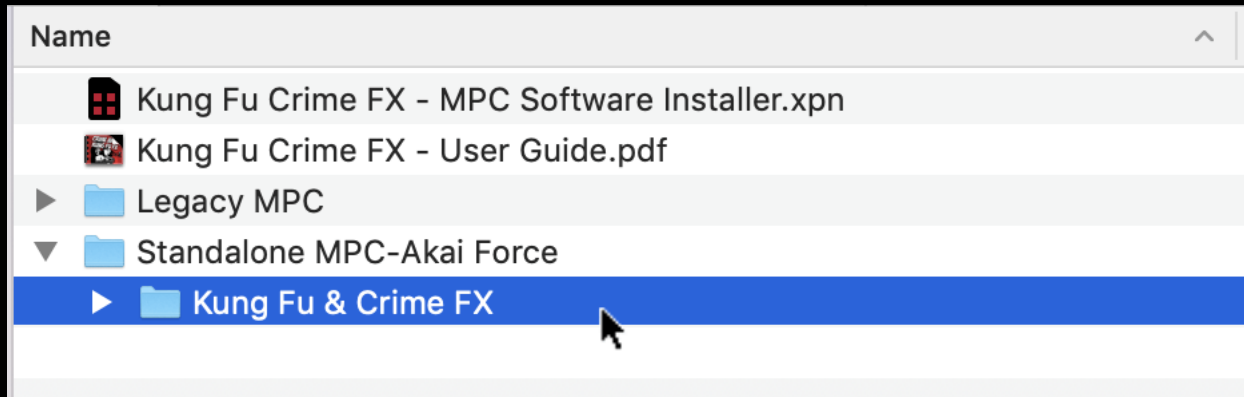 Name
Kung Fu Crime FX - MPC Software Installer.xpn
Kung Fu Crime FX - User Guide.pdf
Legacy MPC
Standalone MPC-Akai Force
Kung Fu & Crime FX